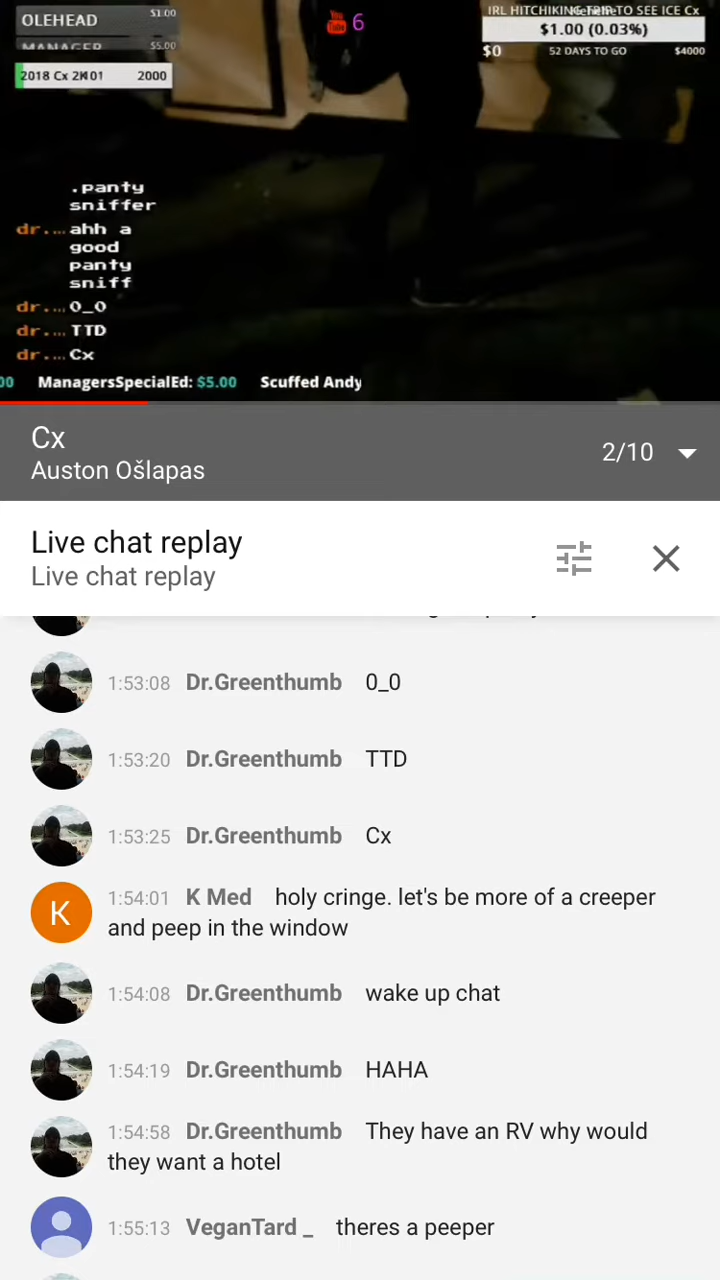 OLEHEAD $1.00
MANAGER $5.00
2018 Cx 2K 01 2000
You
Tube 6
IRL HITCHIKING TRIP TO SEE ICE Cx
$1.00 (0.03%)
$0 52 DAYS TO GO $4000
.panty
sniffer
dr.... ahh a
good
panty
sniff
dr.... 0_0
dr.... TTD
dr.... Cx
00 ManagersSpecialEd: $5.00 Scuffed Andy
Cx
Auston Ošlapas
2/10
Live chat replay
Live chat replay
1:53:08 Dr.Greenthumb 0_0
1:53:20 Dr.Greenthumb TTD
1:53:25 Dr.Greenthumb Cx
K
1:54:01 K Med holy cringe. let's be more of a creeper
and peep in the window
1:54:08 Dr.Greenthumb wake up chat
1:54:19 Dr.Greenthumb HAHA
1:54:58 Dr.Greenthumb They have an RV why would
they want a hotel
1:55:13 VeganTard _ theres a peeper